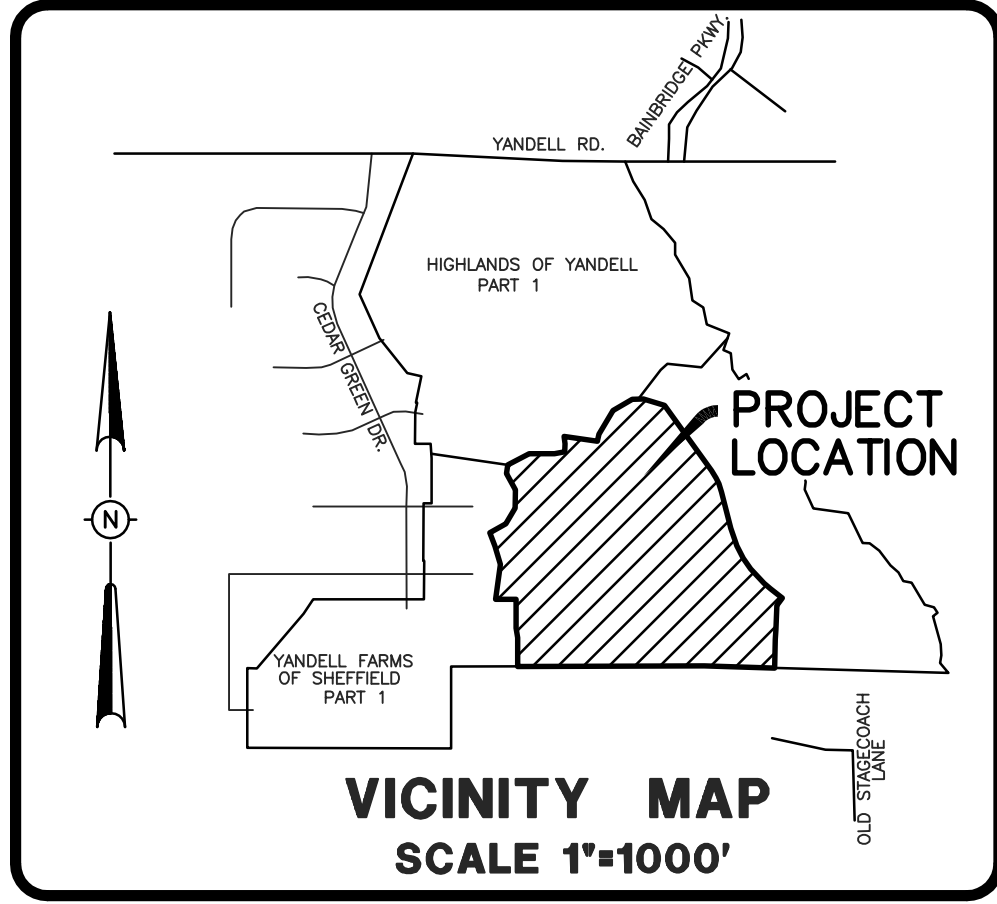 BAINBRIDGE PKWY.
YANDELL RD.
HIGHLANDS OF YANDELL
PART 1
CEDAR GREEN DR.
PROJECT
LOCATION
N
YANDELL FARMS
OF SHEFFIELD
PART 1
OLD STAGECOACH
LANE
VICINITY MAP
SCALE 1"=1000'